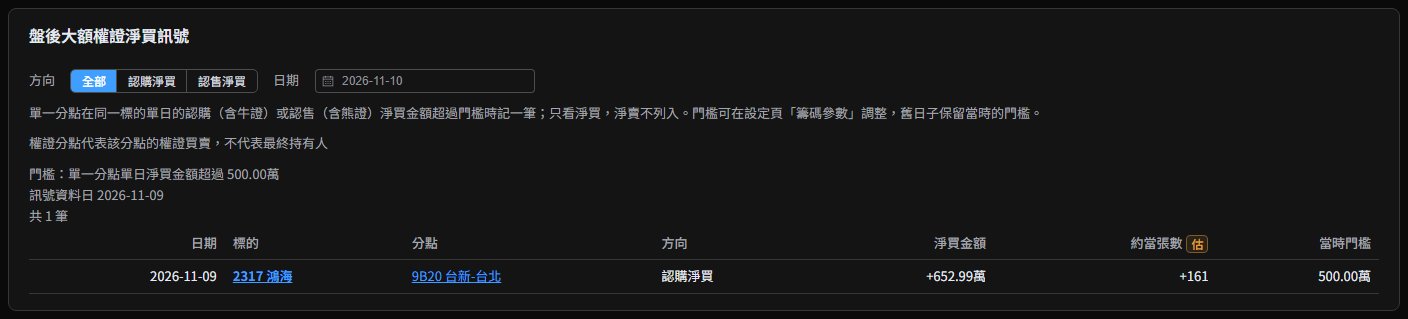 盤後大額權證淨買訊號
方向 全部 認購淨買 認售淨買 日期 2026-11-10
單一分點在同一標的單日的認購（含牛證）或認售（含熊證）淨買金額超過門檻時記一筆；只看淨買，淨賣不列入。門檻可在設定頁「籌碼參數」調整，舊日子保留當時的門檻。
權證分點代表該分點的權證買賣，不代表最終持有人
門檻：單一分點單日淨買金額超過 500.00萬
訊號資料日 2026-11-09
共 1 筆
日期 標的 分點 方向 淨買金額 約當張數 估 當時門檻
2026-11-09 2317 鴻海 9B20 台新-台北 認購淨買 +652.99萬 +161 500.00萬